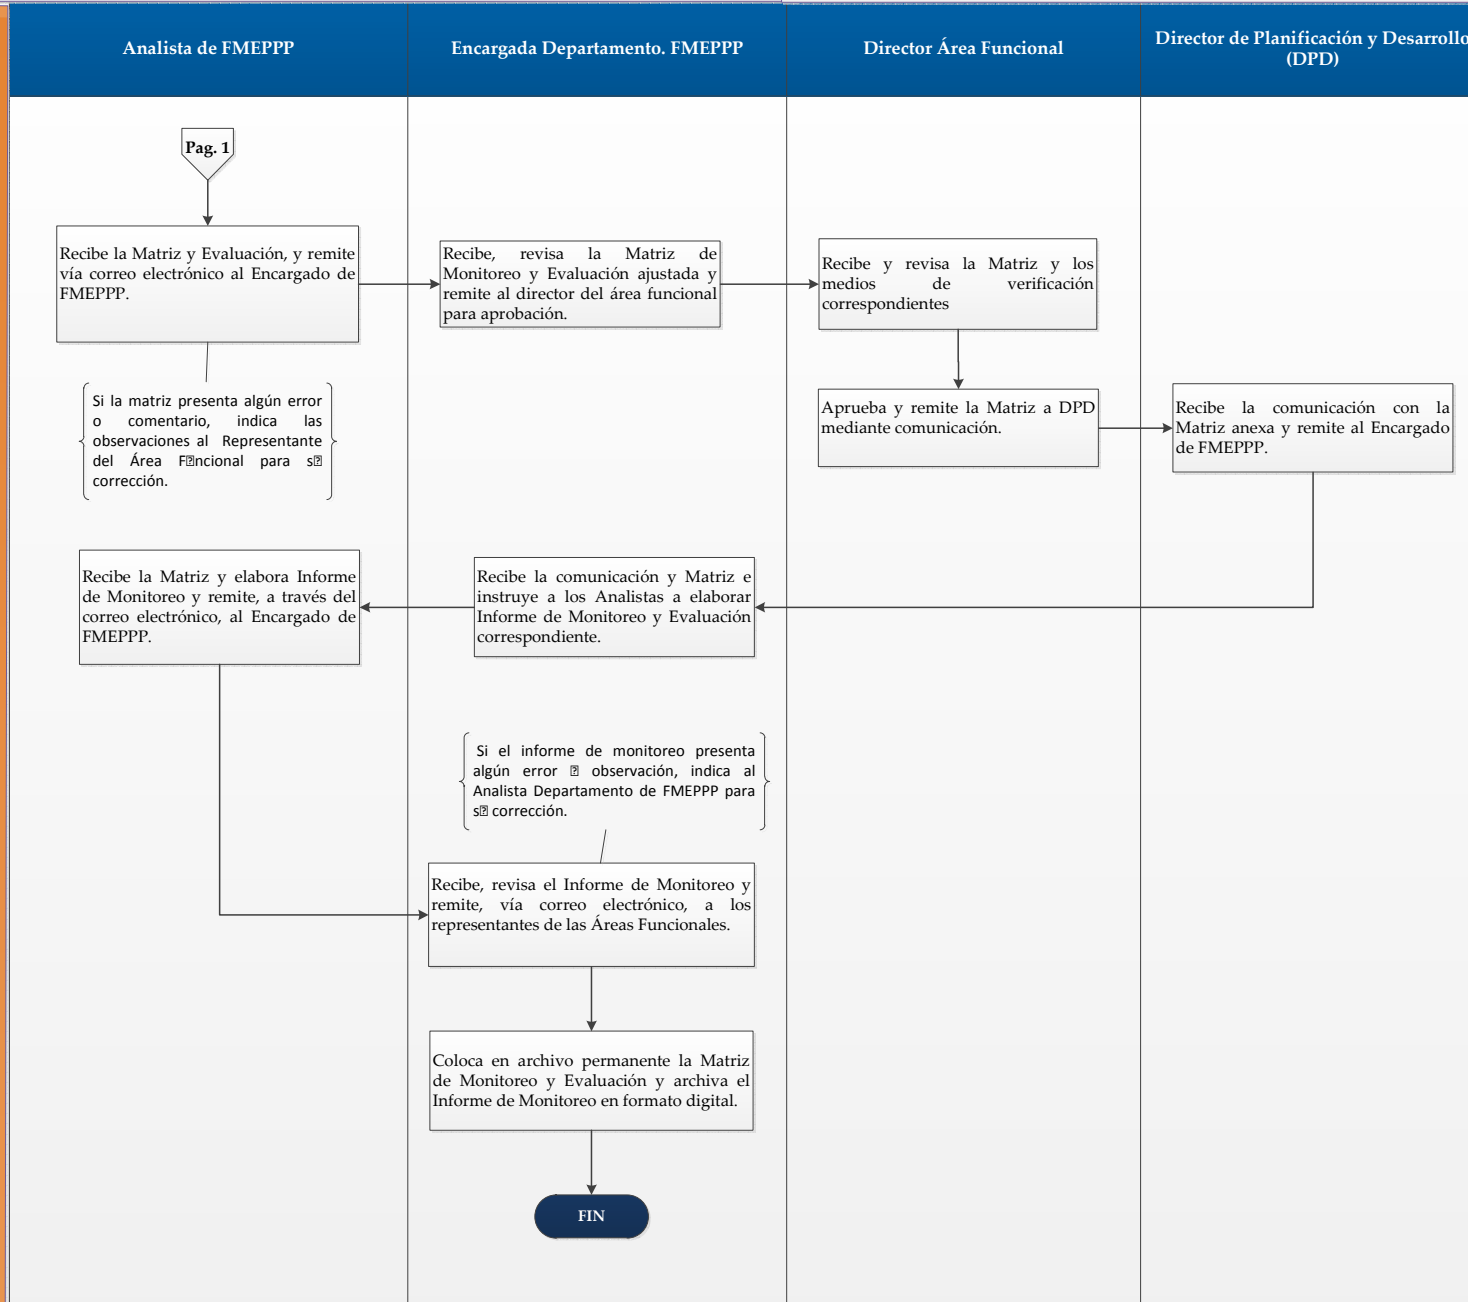 Analista de FMEPPP
Encargada Departamento. FMEPPP
Director Área Funcional
Director de Planificación y Desarrollo
(DPD)
Pag. 1
Recibe la Matriz y Evaluación, y remite
vía correo electrónico al Encargado de
FMEPPP.
Recibe, revisa la Matriz de
Monitoreo y Evaluación ajustada y
remite al director del área funcional
para aprobación.
Recibe y revisa la Matriz y los
medios de verificación
correspondientes
Si la matriz presenta algún error
o comentario, indica las
observaciones al Representante
del Área F⍰ncional para s⍰
corrección.
Aprueba y remite la Matriz a DPD
mediante comunicación.
Recibe la comunicación con la
Matriz anexa y remite al Encargado
de FMEPPP.
Recibe la Matriz y elabora Informe
de Monitoreo y remite, a través del
correo electrónico, al Encargado de
FMEPPP.
Recibe la comunicación y Matriz e
instruye a los Analistas a elaborar
Informe de Monitoreo y Evaluación
correspondiente.
Si el informe de monitoreo presenta
algún error ⍰ observación, indica al
Analista Departamento de FMEPPP para
s⍰ corrección.
Recibe, revisa el Informe de Monitoreo y
remite, vía correo electrónico, a los
representantes de las Áreas Funcionales.
Coloca en archivo permanente la Matriz
de Monitoreo y Evaluación y archiva el
Informe de Monitoreo en formato digital.
FIN